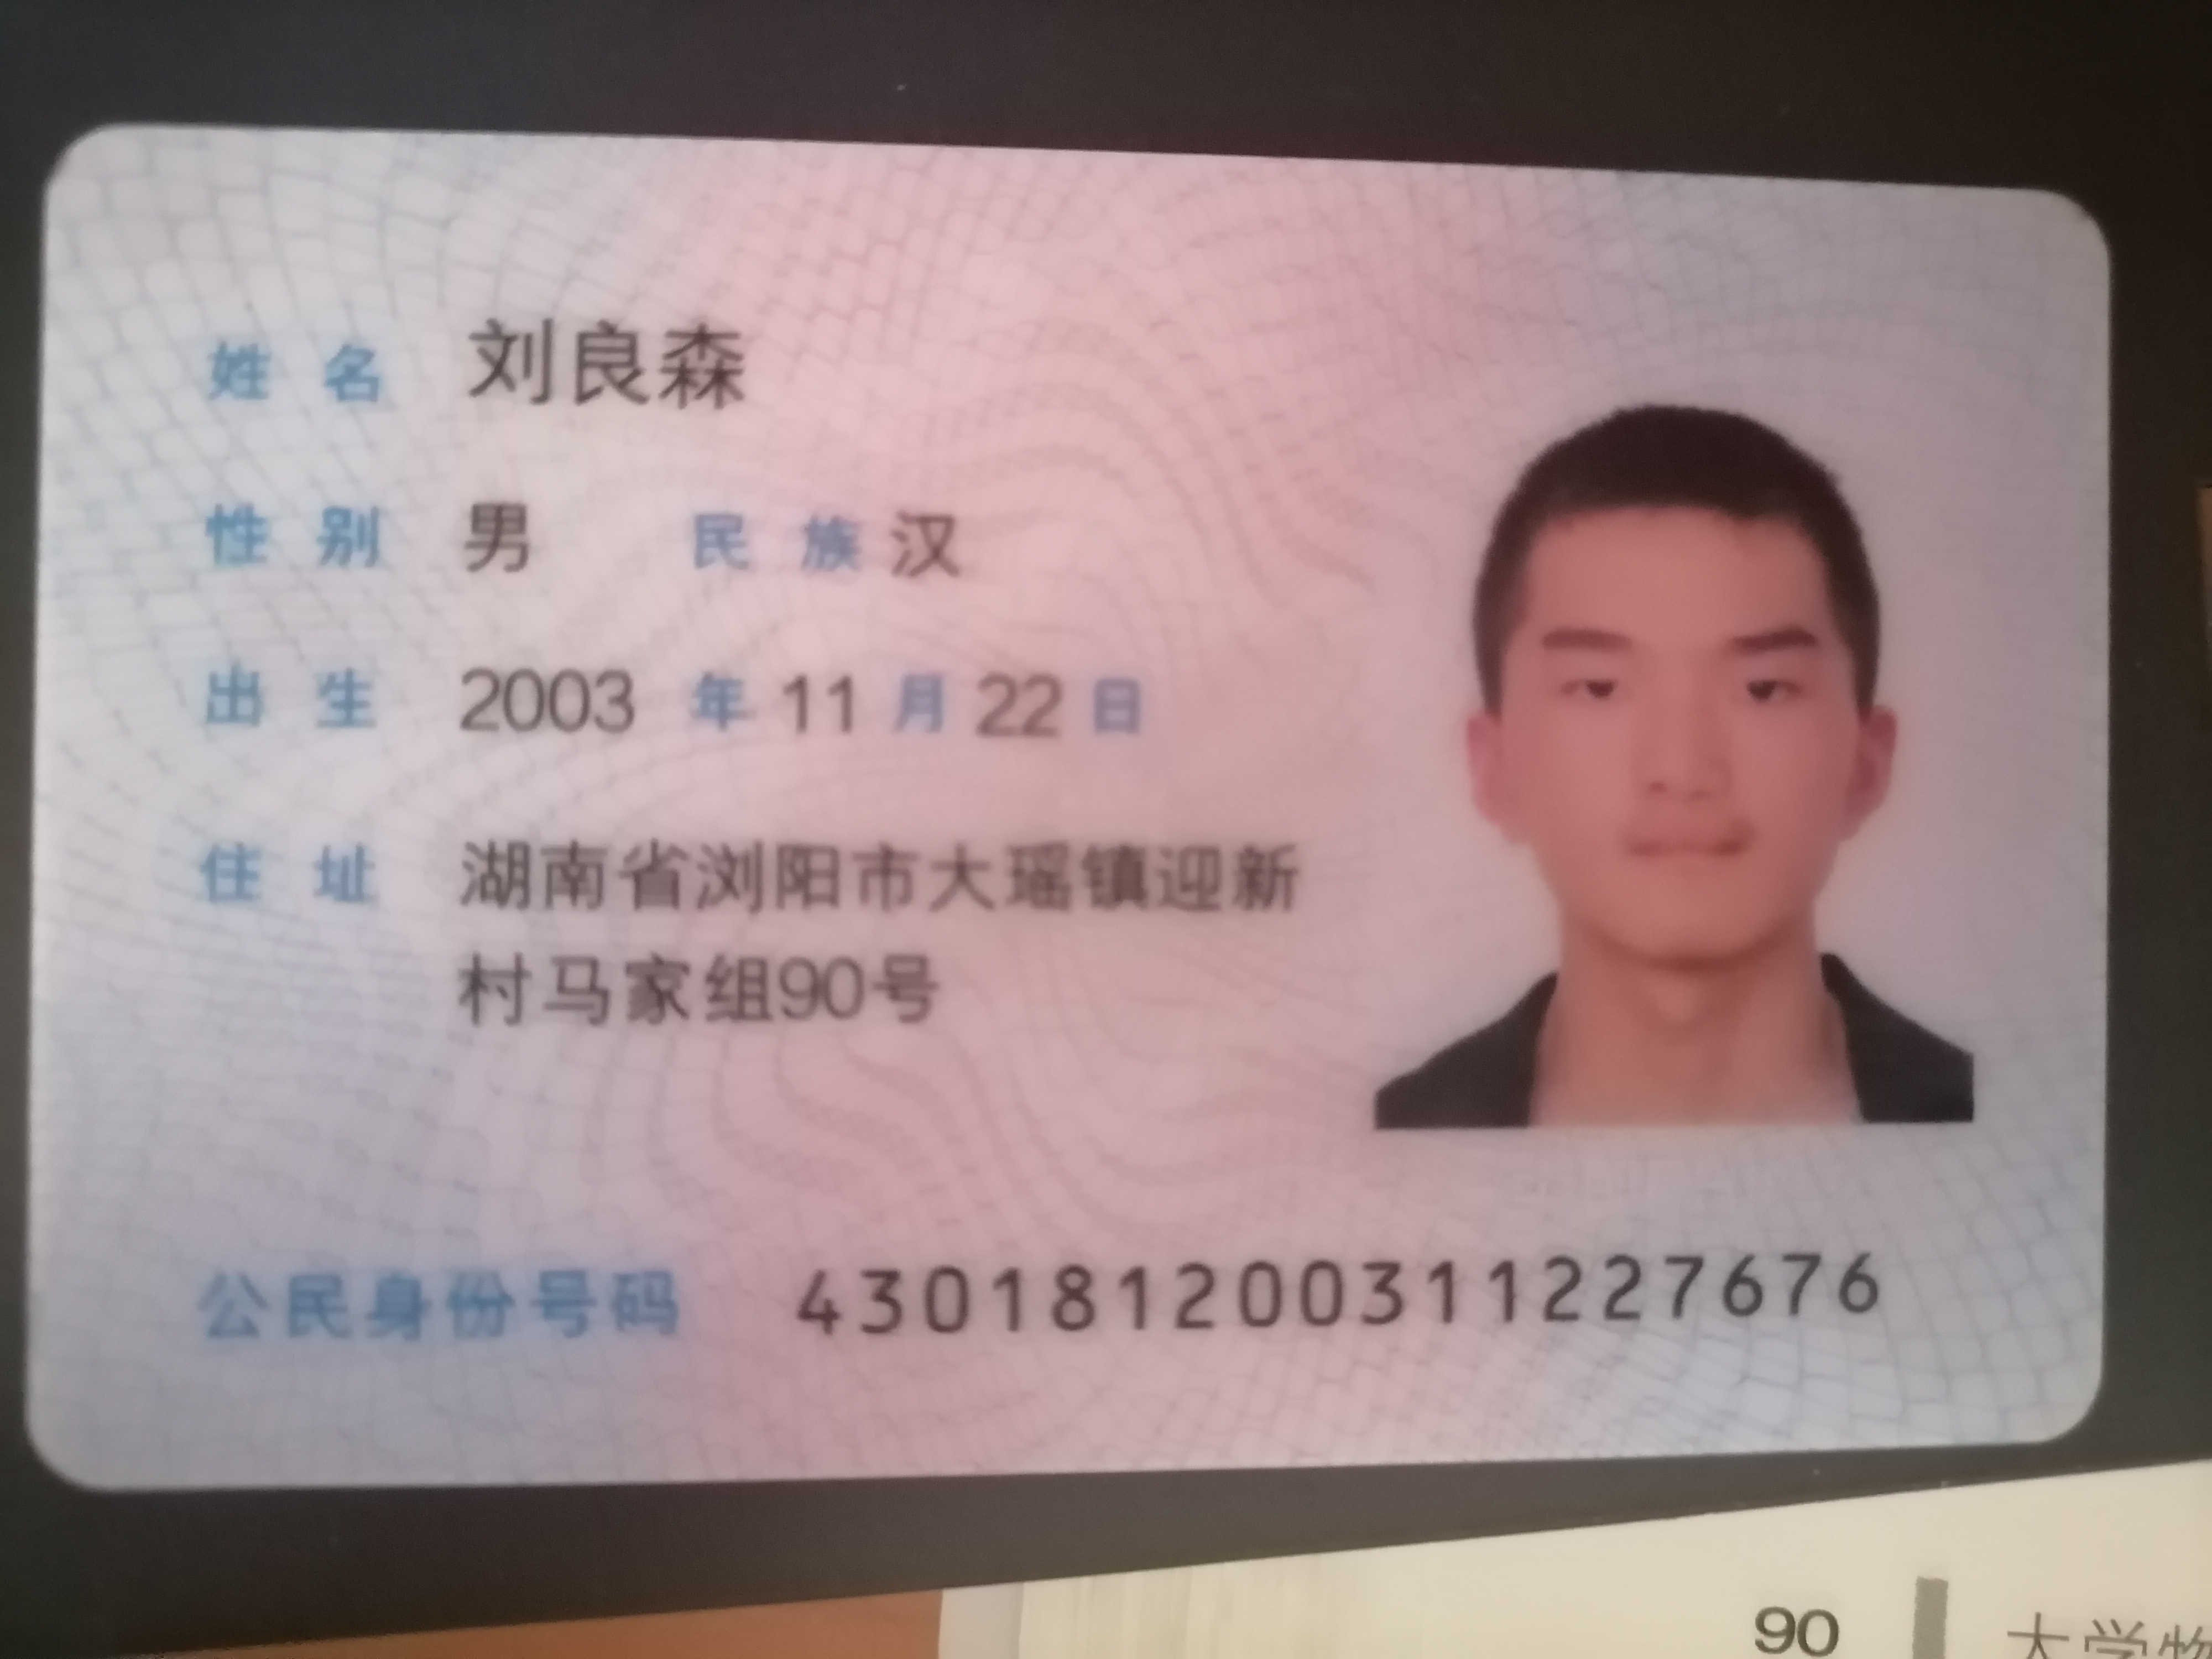 姓名 刘良森
性别 男 民族 汉
出生 2003 年 11 月 22 日
住址 湖南省浏阳市大瑶镇迎新
村马家组90号
公民身份号码 430181200311227676
90 大学物